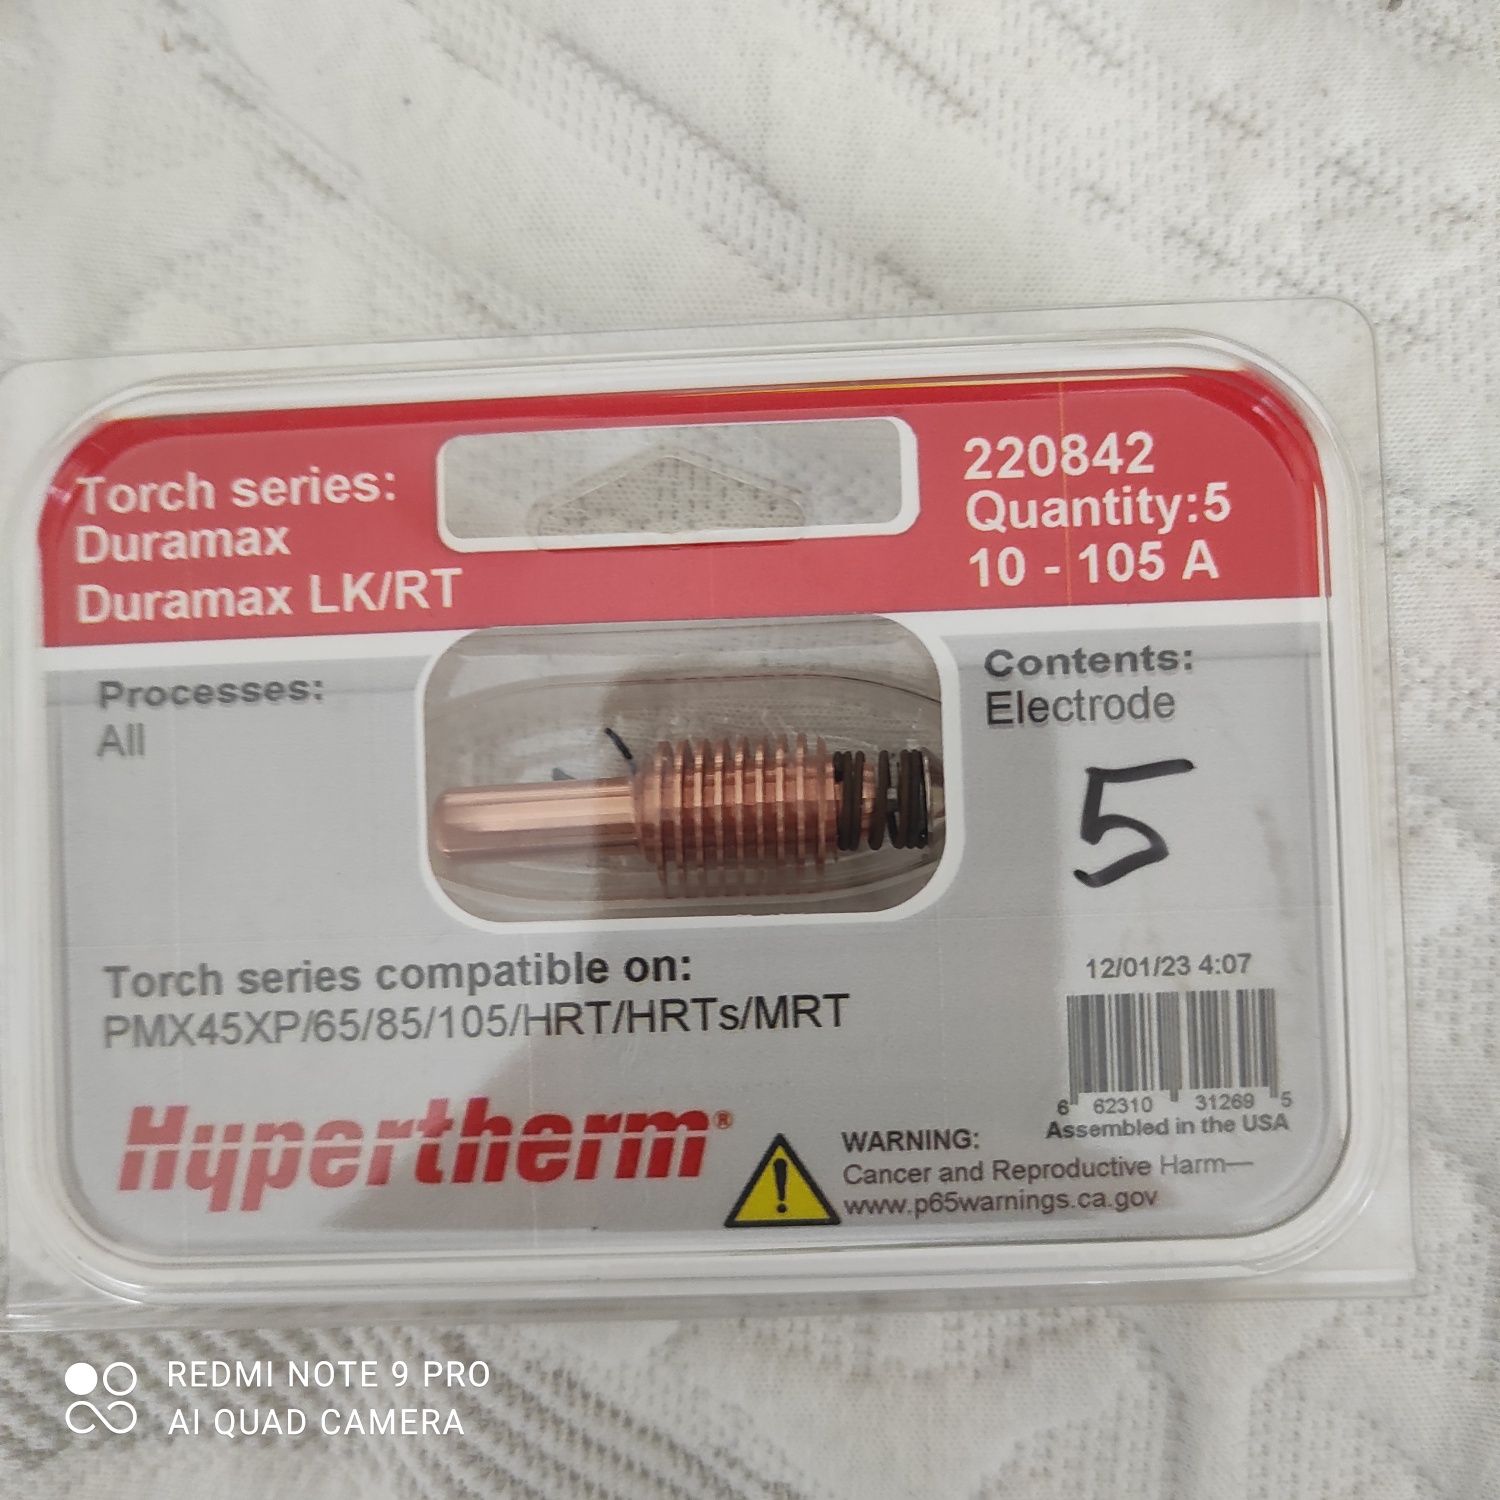 Torch series:
Duramax
Duramax LK/RT
220842
Quantity:5
10 - 105 A
Processes:
All
Contents:
Electrode
5
Torch series compatible on:
PMX45XP/65/85/105/HRT/HRTs/MRT
12/01/23 4:07
6 62310 31269 5
Assembled in the USA
Hypertherm®
WARNING:
Cancer and Reproductive Harm—
www.p65warnings.ca.gov
REDMI NOTE 9 PRO
AI QUAD CAMERA